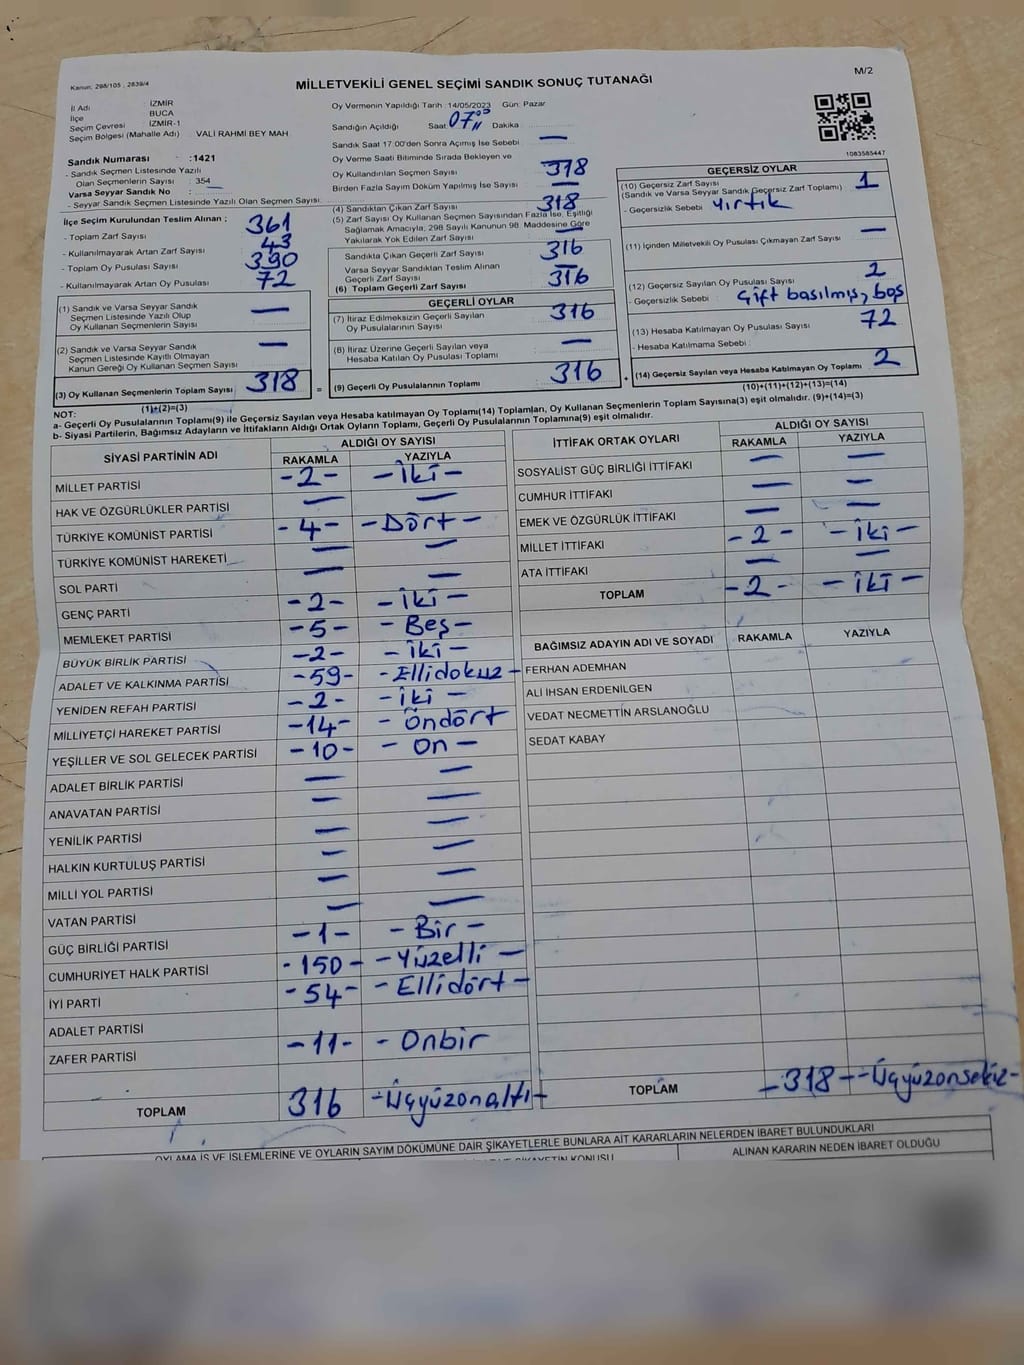 Kanun, 298/105 , 2839/4
MİLLETVEKİLİ GENEL SEÇİMİ SANDIK SONUÇ TUTANAĞI
M/2
İl Adı : İZMİR
İlçe BUCA
Seçim Çevresi : İZMİR-1
Seçim Bölgesi (Mahalle Adı) : VALİ RAHMİ BEY MAH.
Sandık Numarası :1421
- Sandık Seçmen Listesinde Yazılı
Olan Seçmenlerin Sayısı : 354
Varsa Seyyar Sandık No :
- Seyyar Sandık Seçmen Listesinde Yazılı Olan Seçmen Sayısı
Oy Vermenin Yapıldığı Tarih : 14/05/2023 Gün: Pazar
Sandığın Açıldığı Saat: 07 00 Dakika :
Sandık Saat 17.00'den Sonra Açımış İse Sebebi : —
Oy Verme Saati Bitiminde Sırada Bekleyen ve
Oy Kullandırılan Seçmen Sayısı 318
Birden Fazla Sayım Döküm Yapılmış İse Sayısı —
1083585447
İlçe Seçim Kurulundan Teslim Alınan :
- Toplam Zarf Sayısı 361
- Kullanılmayarak Artan Zarf Sayısı 43
- Toplam Oy Pusulası Sayısı 390
- Kullanılmayarak Artan Oy Pusulası 72
(1) Sandık ve Varsa Seyyar Sandık
Seçmen Listesinde Yazılı Olup
Oy Kullanan Seçmenlerin Sayısı —
(2) Sandık ve Varsa Seyyar Sandık
Seçmen Listesinde Kayıtlı Olmayan
Kanun Gereği Oy Kullanan Seçmen Sayısı —
(3) Oy Kullanan Seçmenlerin Toplam Sayısı 318 =
(1)+(2)=(3)
(4) Sandıktan Çıkan Zarf Sayısı 318
(5) Zarf Sayısı Oy Kullanan Seçmen Sayısından Fazla İse, Eşitliği
Sağlamak Amacıyla, 298 Sayılı Kanunun 98. Maddesine Göre
Yakılarak Yok Edilen Zarf Sayısı —
Sandıkta Çıkan Geçerli Zarf Sayısı 316
Varsa Seyyar Sandıktan Teslim Alınan
Geçerli Zarf Sayısı —
(6) Toplam Geçerli Zarf Sayısı 316
GEÇERLİ OYLAR
(7) İtiraz Edilmeksizin Geçerli Sayılan
Oy Pusulalarının Sayısı 316
(8) İtiraz Üzerine Geçerli Sayılan veya
Hesaba Katılan Oy Pusulası Toplamı —
(9) Geçerli Oy Pusulalarının Toplamı 316 +
GEÇERSİZ OYLAR
(10) Geçersiz Zarf Sayısı
(Sandık ve Varsa Seyyar Sandık Geçersiz Zarf Toplamı) 1
- Geçersizlik Sebebi Yırtık
(11) İçinden Milletvekili Oy Pusulası Çıkmayan Zarf Sayısı —
(12) Geçersiz Sayılan Oy Pusulası Sayısı 2
- Geçersizlik Sebebi : Çift basılmış, boş
(13) Hesaba Katılmayan Oy Pusulası Sayısı 72
- Hesaba Katılmama Sebebi :
(14) Geçersiz Sayılan veya Hesaba Katılmayan Oy Toplamı 2
(10)+(11)+(12)+(13)=(14)
NOT:
a- Geçerli Oy Pusulalarının Toplamı(9) ile Geçersiz Sayılan veya Hesaba katılmayan Oy Toplamı(14) Toplamları, Oy Kullanan Seçmenlerin Toplam Sayısına(3) eşit olmalıdır. (9)+(14)=(3)
b- Siyasi Partilerin, Bağımsız Adayların ve İttifakların Aldığı Ortak Oyların Toplamı, Geçerli Oy Pusulalarının Toplamına(9) eşit olmalıdır.
SİYASİ PARTİNİN ADI ALDIĞI OY SAYISI
RAKAMLA YAZIYLA
MİLLET PARTİSİ -2- -İki-
HAK VE ÖZGÜRLÜKLER PARTİSİ — —
TÜRKİYE KOMÜNİST PARTİSİ -4- -Dört-
TÜRKİYE KOMÜNİST HAREKETİ — —
SOL PARTİ — —
GENÇ PARTİ -2- -İki-
MEMLEKET PARTİSİ -5- -Beş-
BÜYÜK BİRLİK PARTİSİ -2- -İki-
ADALET VE KALKINMA PARTİSİ -59- -Ellidokuz-
YENİDEN REFAH PARTİSİ -2- -İki-
MİLLİYETÇİ HAREKET PARTİSİ -14- -Öndört
YEŞİLLER VE SOL GELECEK PARTİSİ -10- -On-
ADALET BİRLİK PARTİSİ — —
ANAVATAN PARTİSİ — —
YENİLİK PARTİSİ — —
HALKIN KURTULUŞ PARTİSİ — —
MİLLİ YOL PARTİSİ — —
VATAN PARTİSİ — —
GÜÇ BİRLİĞİ PARTİSİ -1- -Bir-
CUMHURİYET HALK PARTİSİ -150- -Yüzelli-
İYİ PARTİ -54- -Ellidört-
ADALET PARTİSİ
ZAFER PARTİSİ -11- -Onbir
TOPLAM 316 -Üçyüzonaltı-
İTTİFAK ORTAK OYLARI ALDIĞI OY SAYISI
RAKAMLA YAZIYLA
SOSYALİST GÜÇ BİRLİĞİ İTTİFAKI — —
CUMHUR İTTİFAKI — —
EMEK VE ÖZGÜRLÜK İTTİFAKI — —
MİLLET İTTİFAKI -2- -İki-
ATA İTTİFAKI — —
TOPLAM -2- -İki-
BAĞIMSIZ ADAYIN ADI VE SOYADI RAKAMLA YAZIYLA
FERHAN ADEMHAN
ALİ İHSAN ERDENİLGEN
VEDAT NECMETTİN ARSLANOĞLU
SEDAT KABAY
TOPLAM -318- -Üçyüzonsekiz-
OYLAMA İŞ VE İŞLEMLERİNE VE OYLARIN SAYIM DÖKÜMÜNE DAİR ŞİKAYETLERLE BUNLARA AİT KARARLARIN NELERDEN İBARET BULUNDUKLARI
ŞİKAYETİN KONUSU ALINAN KARARIN NEDEN İBARET OLDUĞU